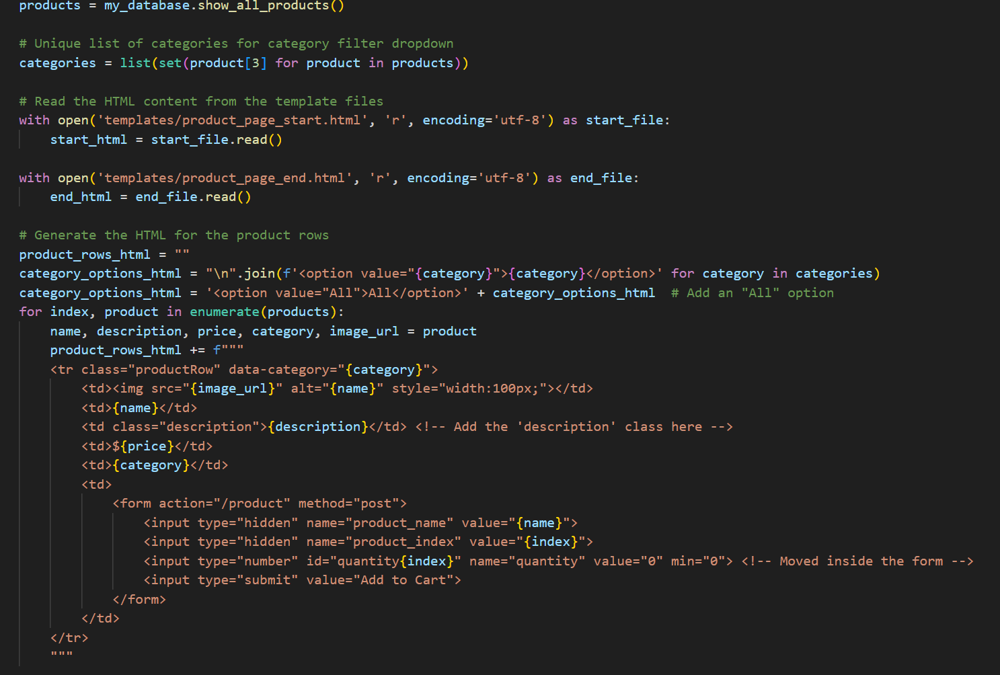 products = my_database.show_all_products()
# Unique list of categories for category filter dropdown
categories = list(set(product[3] for product in products))
# Read the HTML content from the template files
with open('templates/product_page_start.html', 'r', encoding='utf-8') as start_file:
    start_html = start_file.read()
with open('templates/product_page_end.html', 'r', encoding='utf-8') as end_file:
    end_html = end_file.read()
# Generate the HTML for the product rows
product_rows_html = ""
category_options_html = "\n".join(f'<option value="{category}">{category}</option>' for category in categories)
category_options_html = '<option value="All">All</option>' + category_options_html  # Add an "All" option
for index, product in enumerate(products):
    name, description, price, category, image_url = product
    product_rows_html += f"""
    <tr class="productRow" data-category="{category}">
        <td><img src="{image_url}" alt="{name}" style="width:100px;"></td>
        <td>{name}</td>
        <td class="description">{description}</td> <!-- Add the 'description' class here -->
        <td>${price}</td>
        <td>{category}</td>
        <td>
            <form action="/product" method="post">
                <input type="hidden" name="product_name" value="{name}">
                <input type="hidden" name="product_index" value="{index}">
                <input type="number" id="quantity{index}" name="quantity" value="0" min="0"> <!-- Moved inside the form -->
                <input type="submit" value="Add to Cart">
            </form>
        </td>
    </tr>
    """